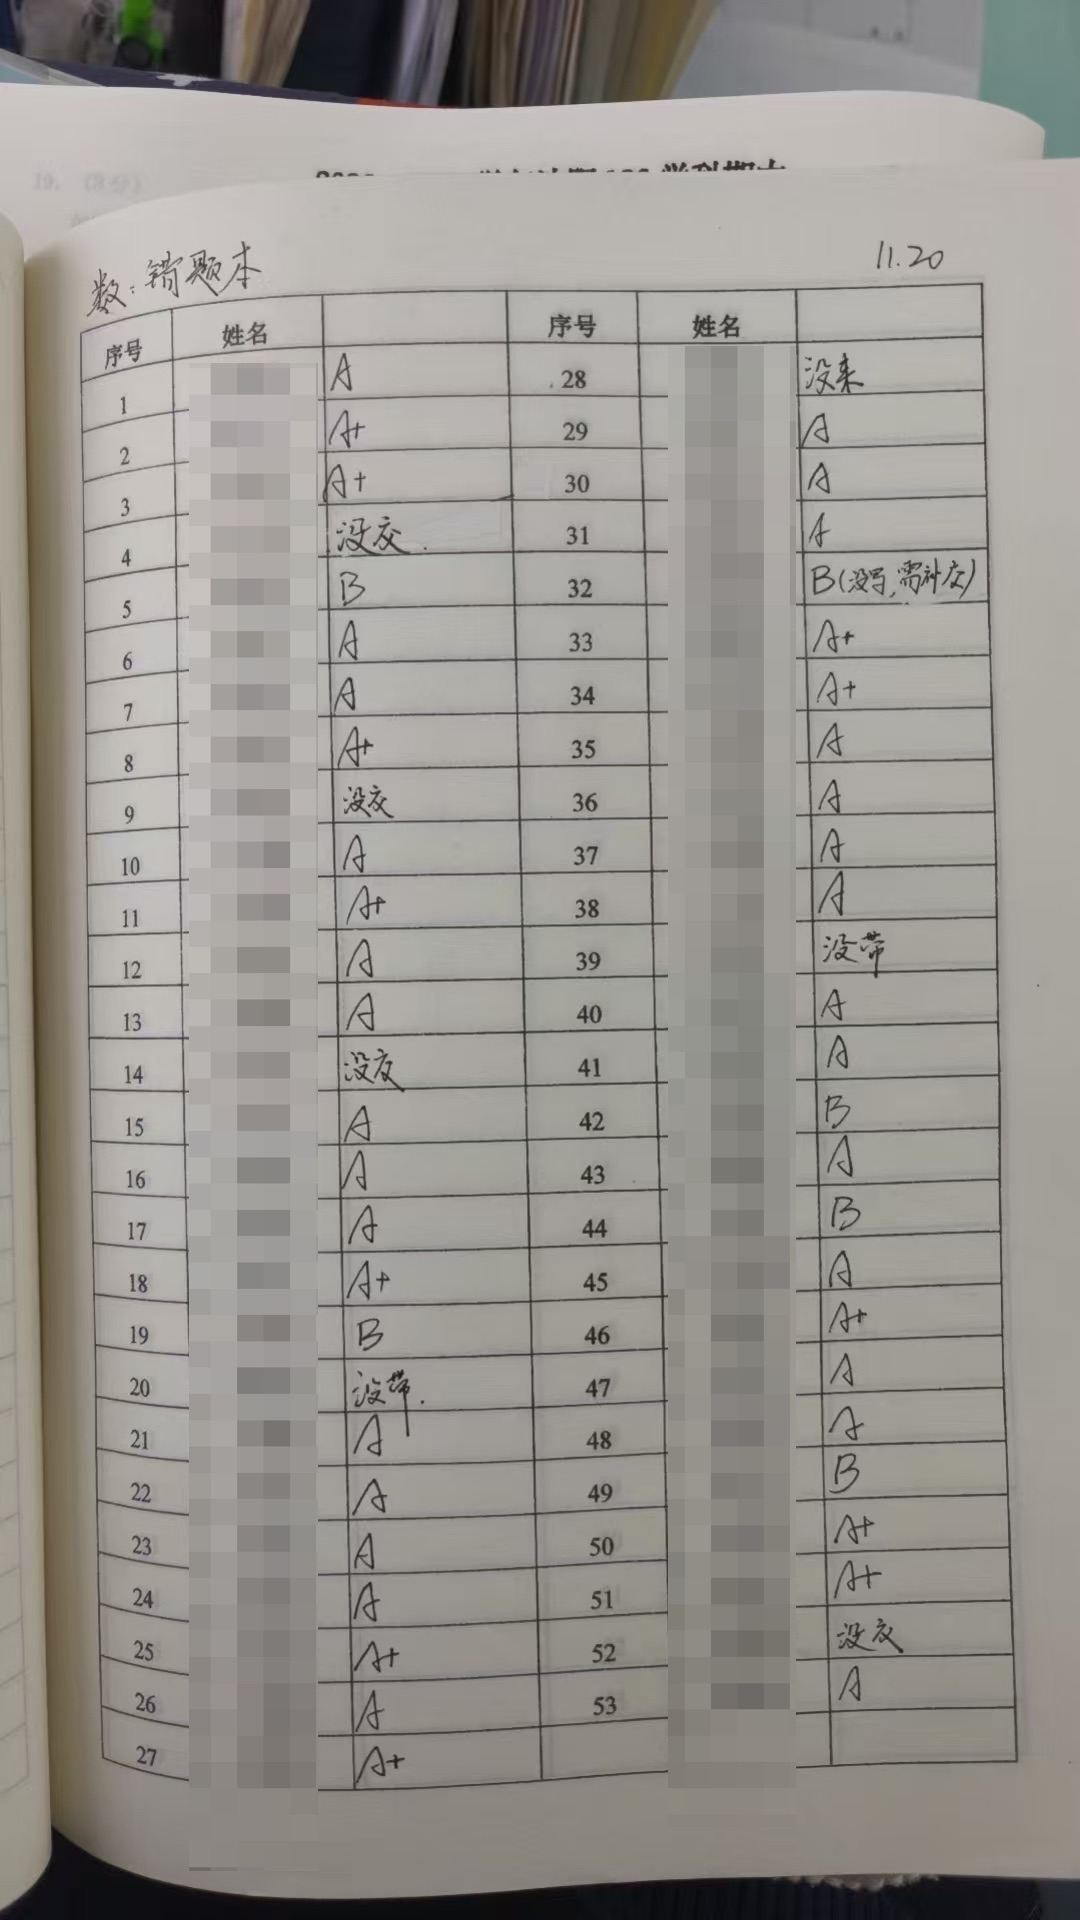 19. (8分)
数:错题本 11.20
序号 姓名 序号 姓名
1 A 28 没来
2 A+ 29 A
3 A+ 30 A
4 没交. 31 A
5 B 32 B(没写,需补交)
6 A 33 A+
7 A 34 A+
8 A+ 35 A
9 没交 36 A
10 A 37 A
11 A+ 38 A
12 A 39 没带
13 A 40 A
14 没交 41 A
15 A 42 B
16 A 43 A
17 A 44 B
18 A+ 45 A
19 B 46 A+
20 没带. 47 A
21 A 48 A
22 A 49 B
23 A 50 A+
24 A 51 A+
25 A+ 52 没交
26 A 53 A
27 A+